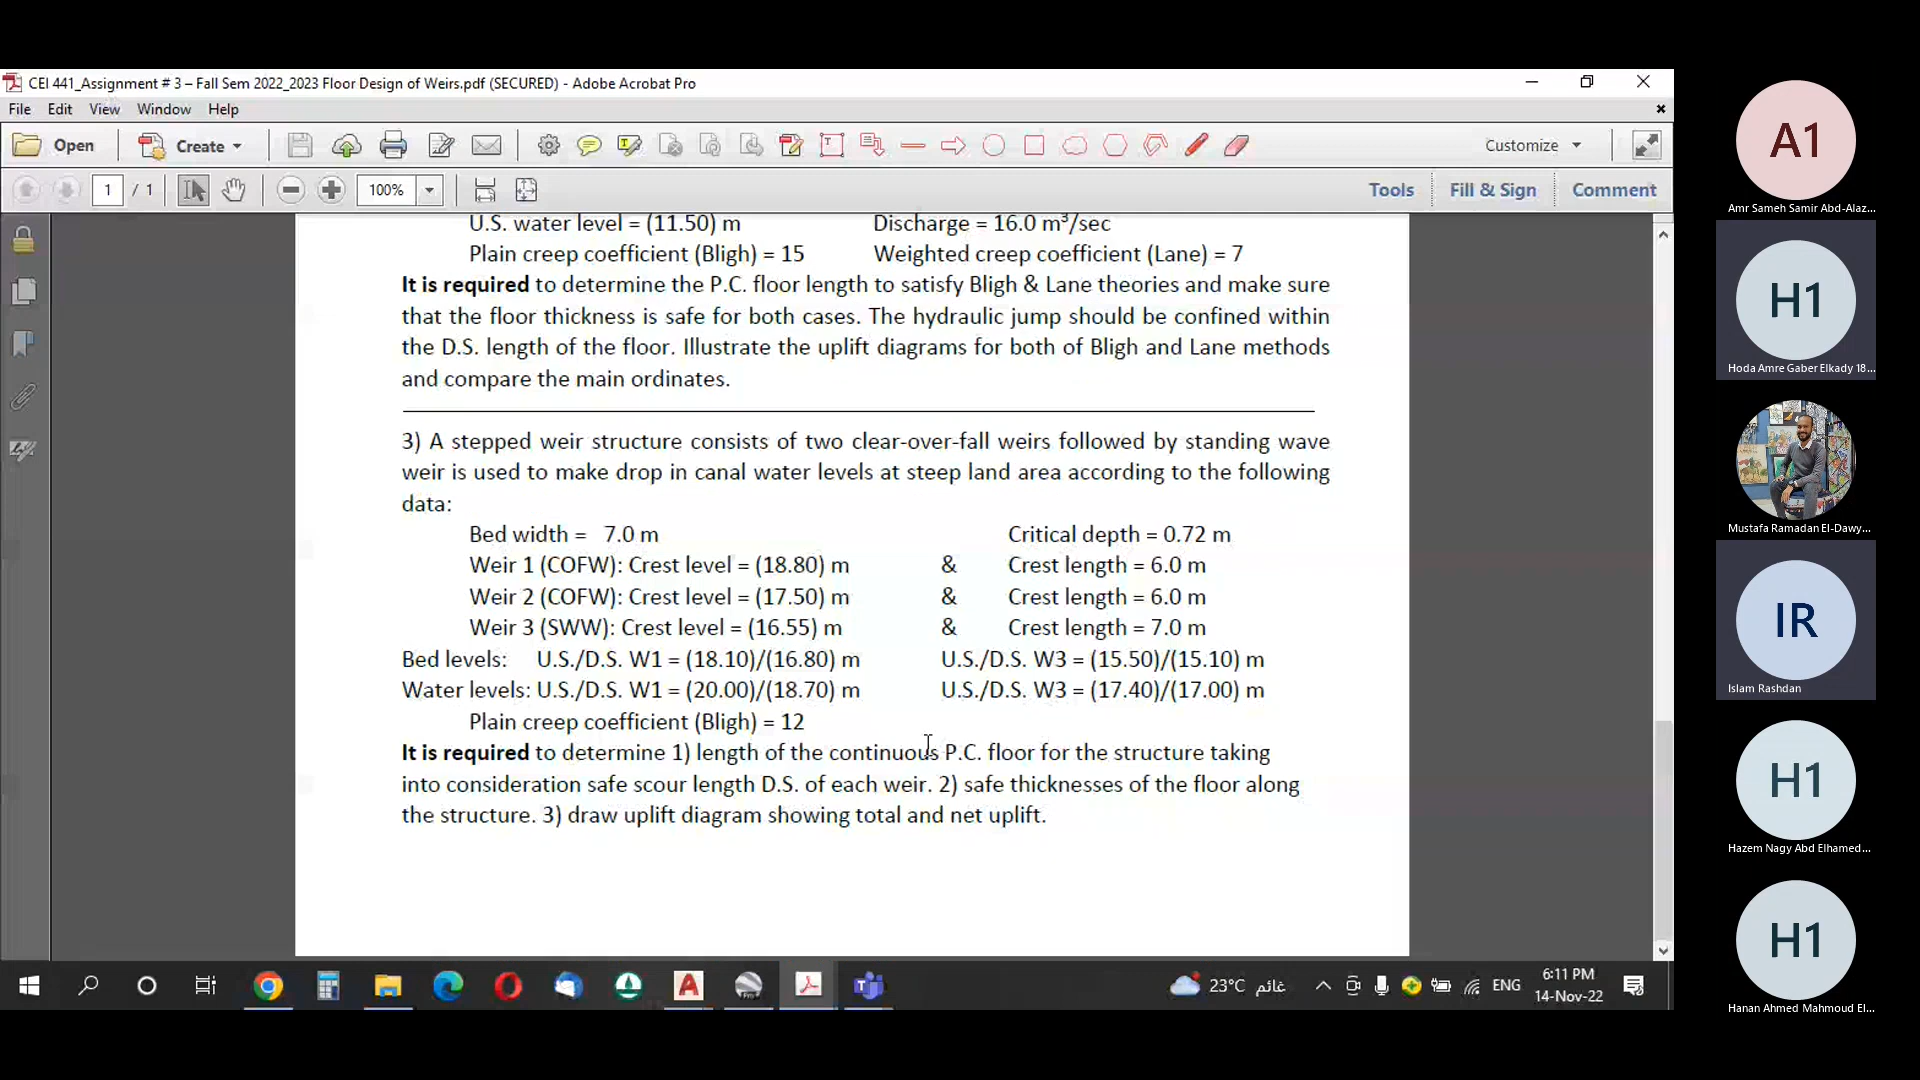 CEI 441_Assignment # 3 – Fall Sem 2022_2023 Floor Design of Weirs.pdf (SECURED) - Adobe Acrobat Pro
File Edit View Window Help
Open Create Customize
1 / 1 100% Tools Fill & Sign Comment
U.S. water level = (11.50) m Discharge = 16.0 m³/sec
Plain creep coefficient (Bligh) = 15 Weighted creep coefficient (Lane) = 7
It is required to determine the P.C. floor length to satisfy Bligh & Lane theories and make sure
that the floor thickness is safe for both cases. The hydraulic jump should be confined within
the D.S. length of the floor. Illustrate the uplift diagrams for both of Bligh and Lane methods
and compare the main ordinates.
3) A stepped weir structure consists of two clear-over-fall weirs followed by standing wave
weir is used to make drop in canal water levels at steep land area according to the following
data:
Bed width = 7.0 m Critical depth = 0.72 m
Weir 1 (COFW): Crest level = (18.80) m & Crest length = 6.0 m
Weir 2 (COFW): Crest level = (17.50) m & Crest length = 6.0 m
Weir 3 (SWW): Crest level = (16.55) m & Crest length = 7.0 m
Bed levels: U.S./D.S. W1 = (18.10)/(16.80) m U.S./D.S. W3 = (15.50)/(15.10) m
Water levels: U.S./D.S. W1 = (20.00)/(18.70) m U.S./D.S. W3 = (17.40)/(17.00) m
Plain creep coefficient (Bligh) = 12
It is required to determine 1) length of the continuous P.C. floor for the structure taking
into consideration safe scour length D.S. of each weir. 2) safe thicknesses of the floor along
the structure. 3) draw uplift diagram showing total and net uplift.
23°C غائم ENG 6:11 PM
14-Nov-22
A1
Amr Sameh Samir Abd-Alaz...
H1
Hoda Amre Gaber Elkady 18...
Mustafa Ramadan El-Dawy...
IR
Islam Rashdan
H1
Hazem Nagy Abd Elhamed...
H1
Hanan Ahmed Mahmoud El...